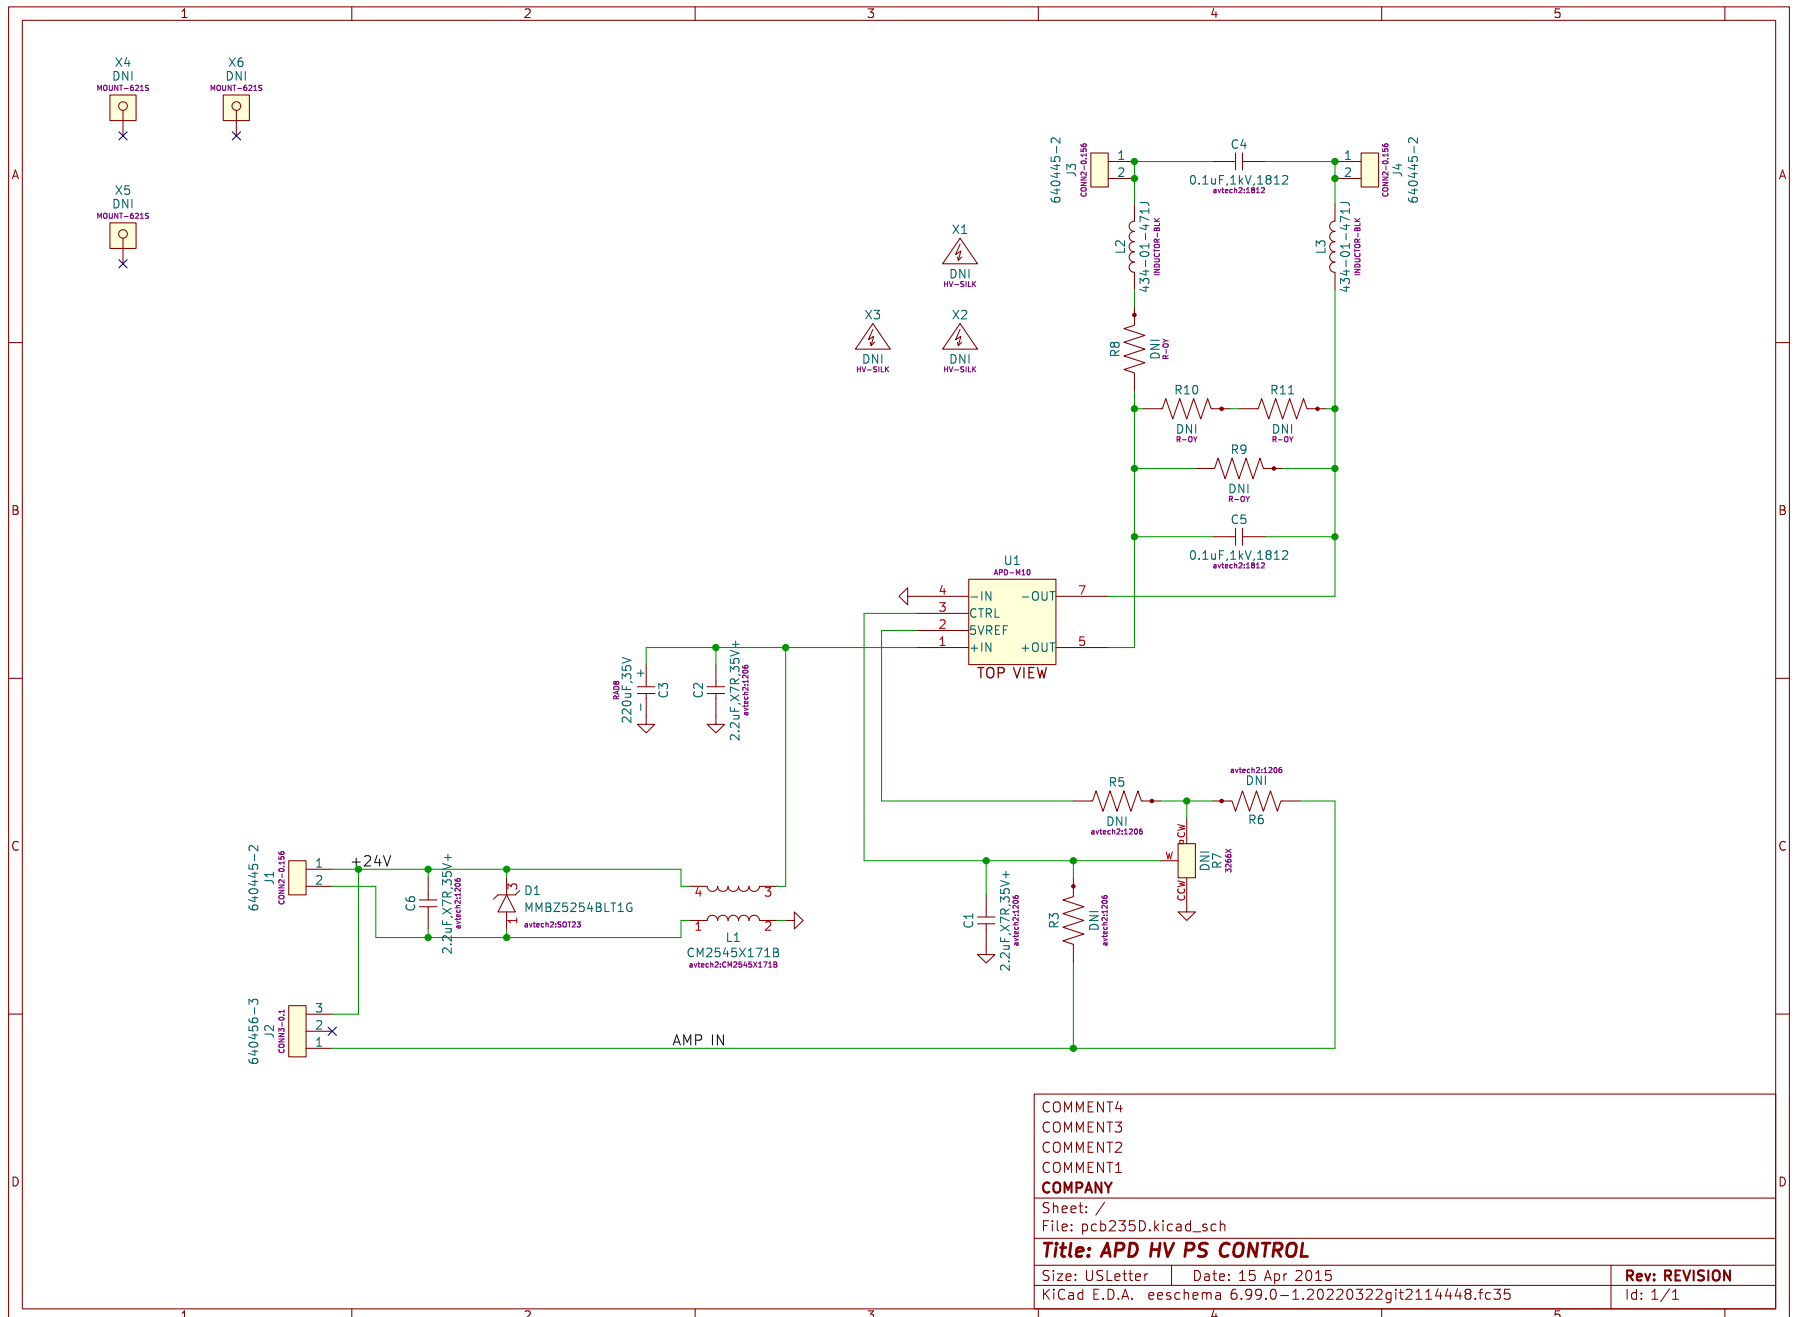 1 2 3 4 5
A A
B B
C C
D D
1 2 3 4 5
X4
DNI
MOUNT-621S
X6
DNI
MOUNT-621S
X5
DNI
MOUNT-621S
X1
DNI
HV-SILK
X3
DNI
HV-SILK
X2
DNI
HV-SILK
640445-2
J3
CONN2-0.156
1
2
C4
0.1uF,1kV,1812
avtech2:1812
1
2
CONN2-0.156
J4
640445-2
L2
434-01-471J
INDUCTOR-BLK
L3
434-01-471J
INDUCTOR-BLK
R8
DNI
R-OY
R10
DNI
R-OY
R11
DNI
R-OY
R9
DNI
R-OY
C5
0.1uF,1kV,1812
avtech2:1812
U1
APD-M10
4 -IN -OUT 7
3 CTRL
2 5VREF
1 +IN +OUT 5
TOP VIEW
RAD8
220uF,35V
+
-
C3
C2
2.2uF,X7R,35V+
avtech2:1206
R5
DNI
avtech2:1206
avtech2:1206
DNI
R6
CW
W
CCW
DNI
R7
3266X
C1
2.2uF,X7R,35V+
avtech2:1206
R3
DNI
avtech2:1206
640445-2
J1
CONN2-0.156
1
2
+24V
C6
2.2uF,X7R,35V+
avtech2:1206
3
1
D1
MMBZ5254BLT1G
avtech2:SOT23
4 3
1 2
L1
CM2545X171B
avtech2:CM2545X171B
640456-3
J2
CONN3-0.1
3
2
1
AMP IN
COMMENT4
COMMENT3
COMMENT2
COMMENT1
COMPANY
Sheet: /
File: pcb235D.kicad_sch
Title: APD HV PS CONTROL
Size: USLetter Date: 15 Apr 2015 Rev: REVISION
KiCad E.D.A. eeschema 6.99.0-1.20220322git2114448.fc35 Id: 1/1